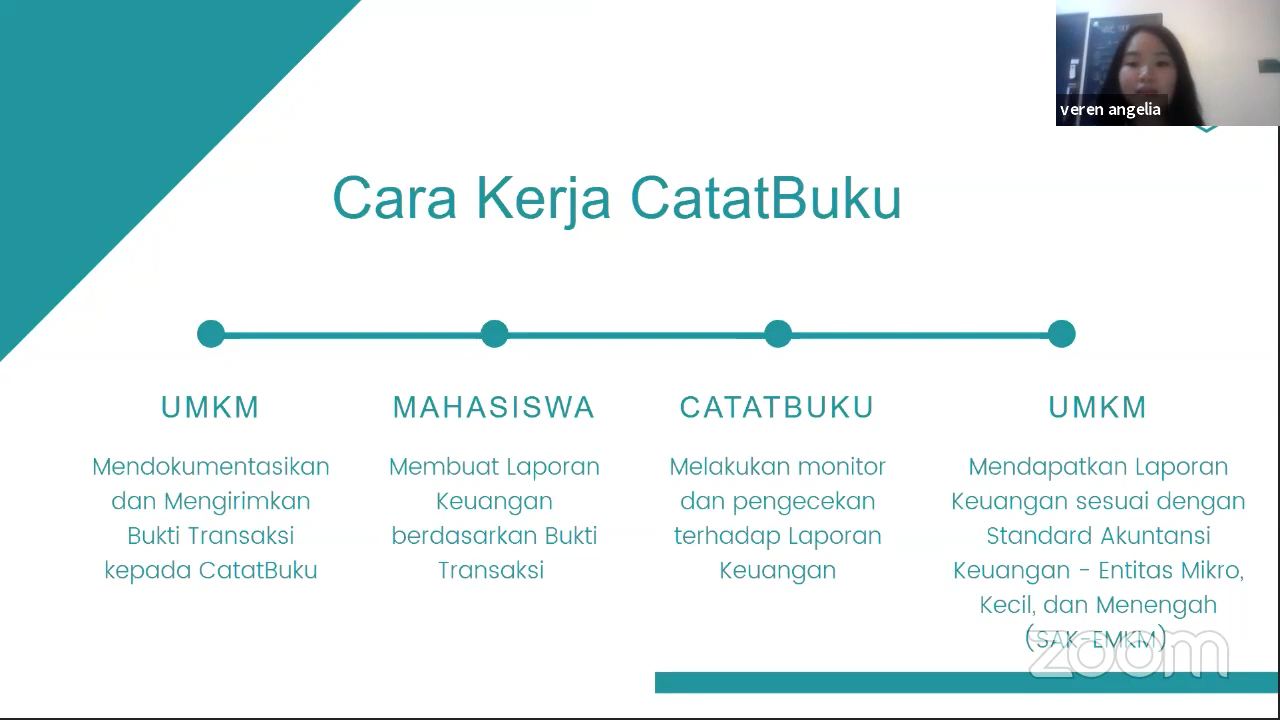 veren angelia
Cara Kerja CatatBuku
UMKM
Mendokumentasikan
dan Mengirimkan
Bukti Transaksi
kepada CatatBuku
MAHASISWA
Membuat Laporan
Keuangan
berdasarkan Bukti
Transaksi
CATATBUKU
Melakukan monitor
dan pengecekan
terhadap Laporan
Keuangan
UMKM
Mendapatkan Laporan
Keuangan sesuai dengan
Standard Akuntansi
Keuangan - Entitas Mikro,
Kecil, dan Menengah
(SAK-EMKM)
zoom